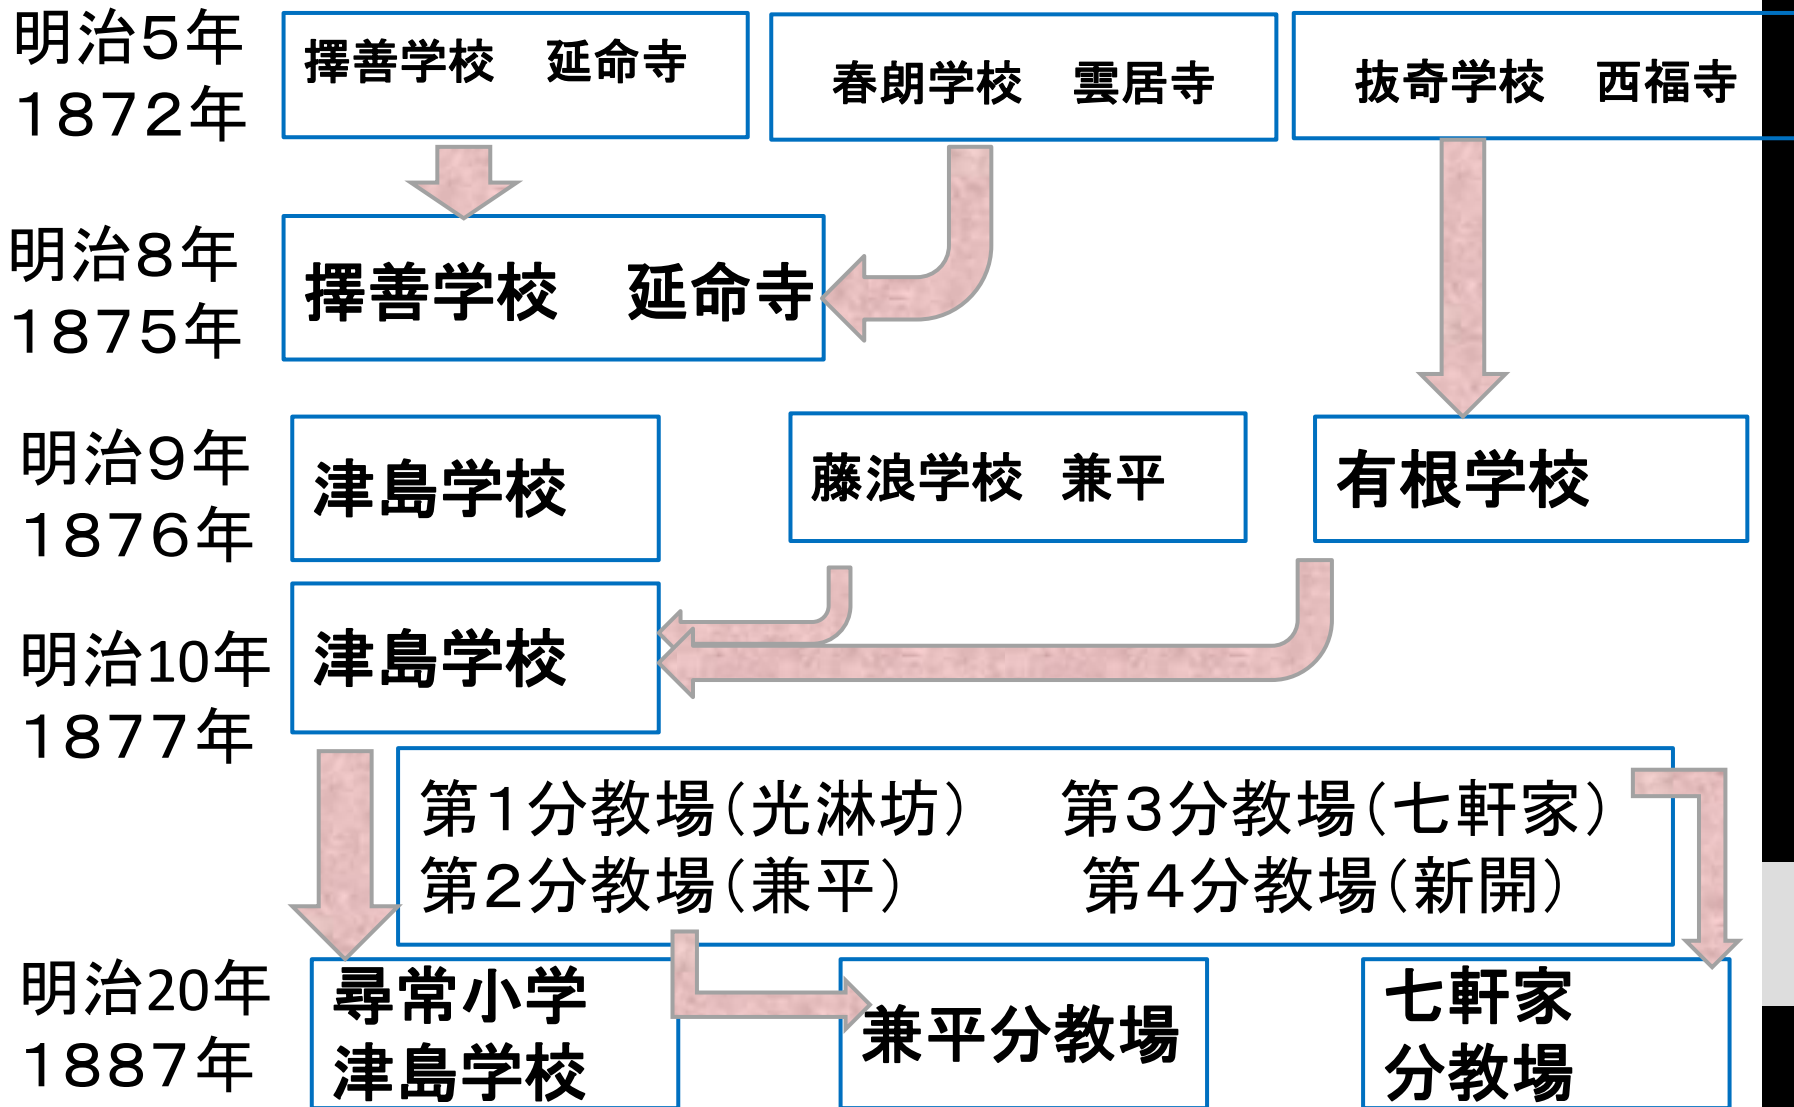 明治５年
１８７２年
擇善学校　延命寺
春朗学校　雲居寺
抜奇学校　西福寺
明治８年
１８７５年
擇善学校　延命寺
明治９年
１８７６年
津島学校
藤浪学校　兼平
有根学校
明治10年
１８７７年
津島学校
第１分教場（光淋坊）　第３分教場（七軒家）
第２分教場（兼平）　　　第４分教場（新開）
明治20年
１８８７年
尋常小学
津島学校
兼平分教場
七軒家
分教場